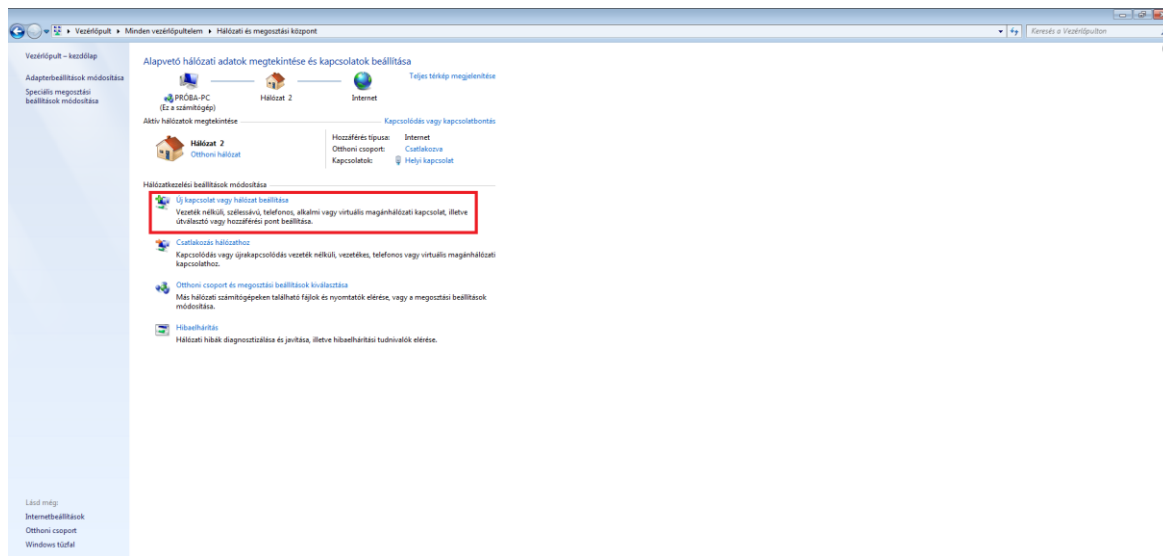 Vezérlőpult ▸ Minden vezérlőpultelem ▸ Hálózati és megosztási központ
Keresés a Vezérlőpulton
Vezérlőpult – kezdőlap
Adapterbeállítások módosítása
Speciális megosztási
beállítások módosítása
Alapvető hálózati adatok megtekintése és kapcsolatok beállítása
Teljes térkép megjelenítése
PRÓBA-PC
(Ez a számítógép)
Hálózat 2
Internet
Aktív hálózatok megtekintése
Kapcsolódás vagy kapcsolatbontás
Hálózat 2
Otthoni hálózat
Hozzáférés típusa: Internet
Otthoni csoport: Csatlakozva
Kapcsolatok: Helyi kapcsolat
Hálózatkezelési beállítások módosítása
Új kapcsolat vagy hálózat beállítása
Vezeték nélküli, szélessávú, telefonos, alkalmi vagy virtuális magánhálózati kapcsolat, illetve
útválasztó vagy hozzáférési pont beállítása.
Csatlakozás hálózathoz
Kapcsolódás vagy újrakapcsolódás vezeték nélküli, vezetékes, telefonos vagy virtuális magánhálózati
kapcsolathoz.
Otthoni csoport és megosztási beállítások kiválasztása
Más hálózati számítógépeken található fájlok és nyomtatók elérése, vagy a megosztási beállítások
módosítása.
Hibaelhárítás
Hálózati hibák diagnosztizálása és javítása, illetve hibaelhárítási tudnivalók elérése.
Lásd még:
Internetbeállítások
Otthoni csoport
Windows tűzfal